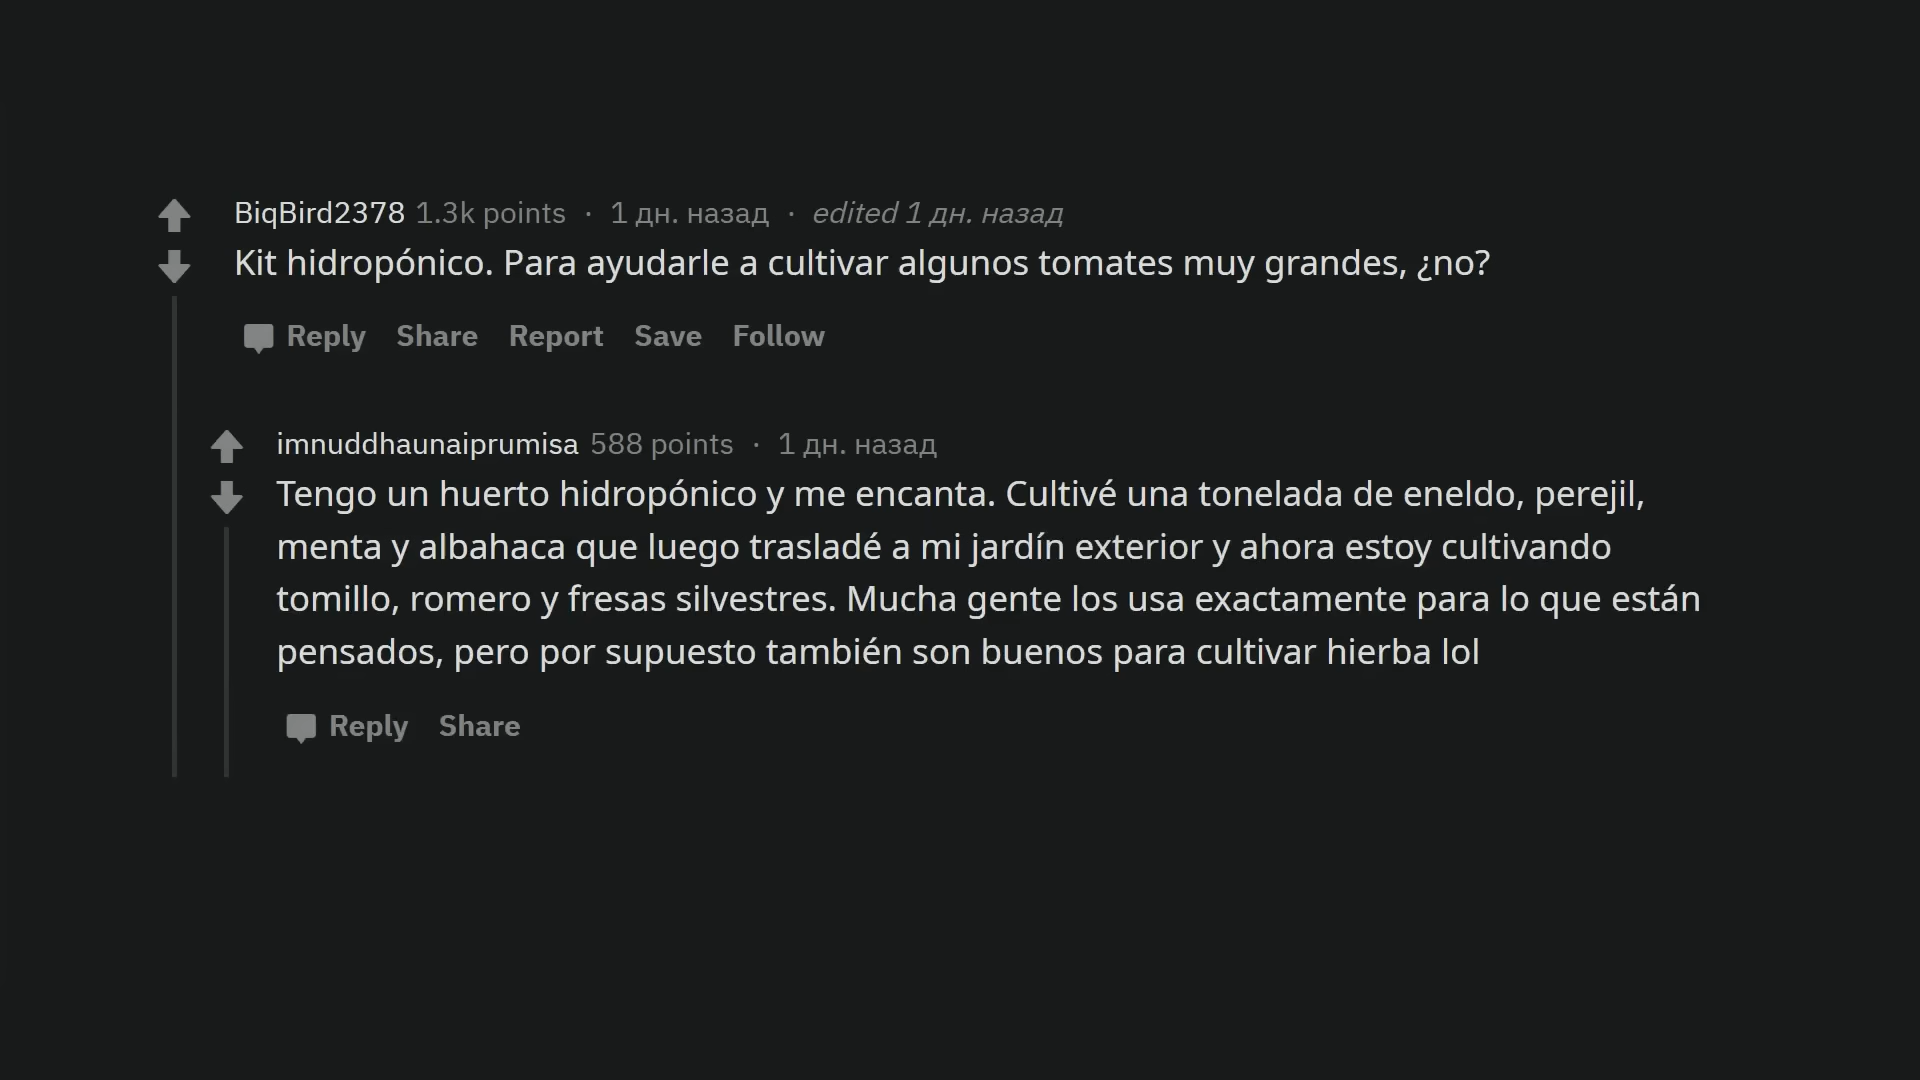 BiqBird2378 1.3k points · 1 дн. назад · edited 1 дн. назад
Kit hidropónico. Para ayudarle a cultivar algunos tomates muy grandes, ¿no?
Reply Share Report Save Follow
imnuddhaunaiprumisa 588 points · 1 дн. назад
Tengo un huerto hidropónico y me encanta. Cultivé una tonelada de eneldo, perejil,
menta y albahaca que luego trasladé a mi jardín exterior y ahora estoy cultivando
tomillo, romero y fresas silvestres. Mucha gente los usa exactamente para lo que están
pensados, pero por supuesto también son buenos para cultivar hierba lol
Reply Share